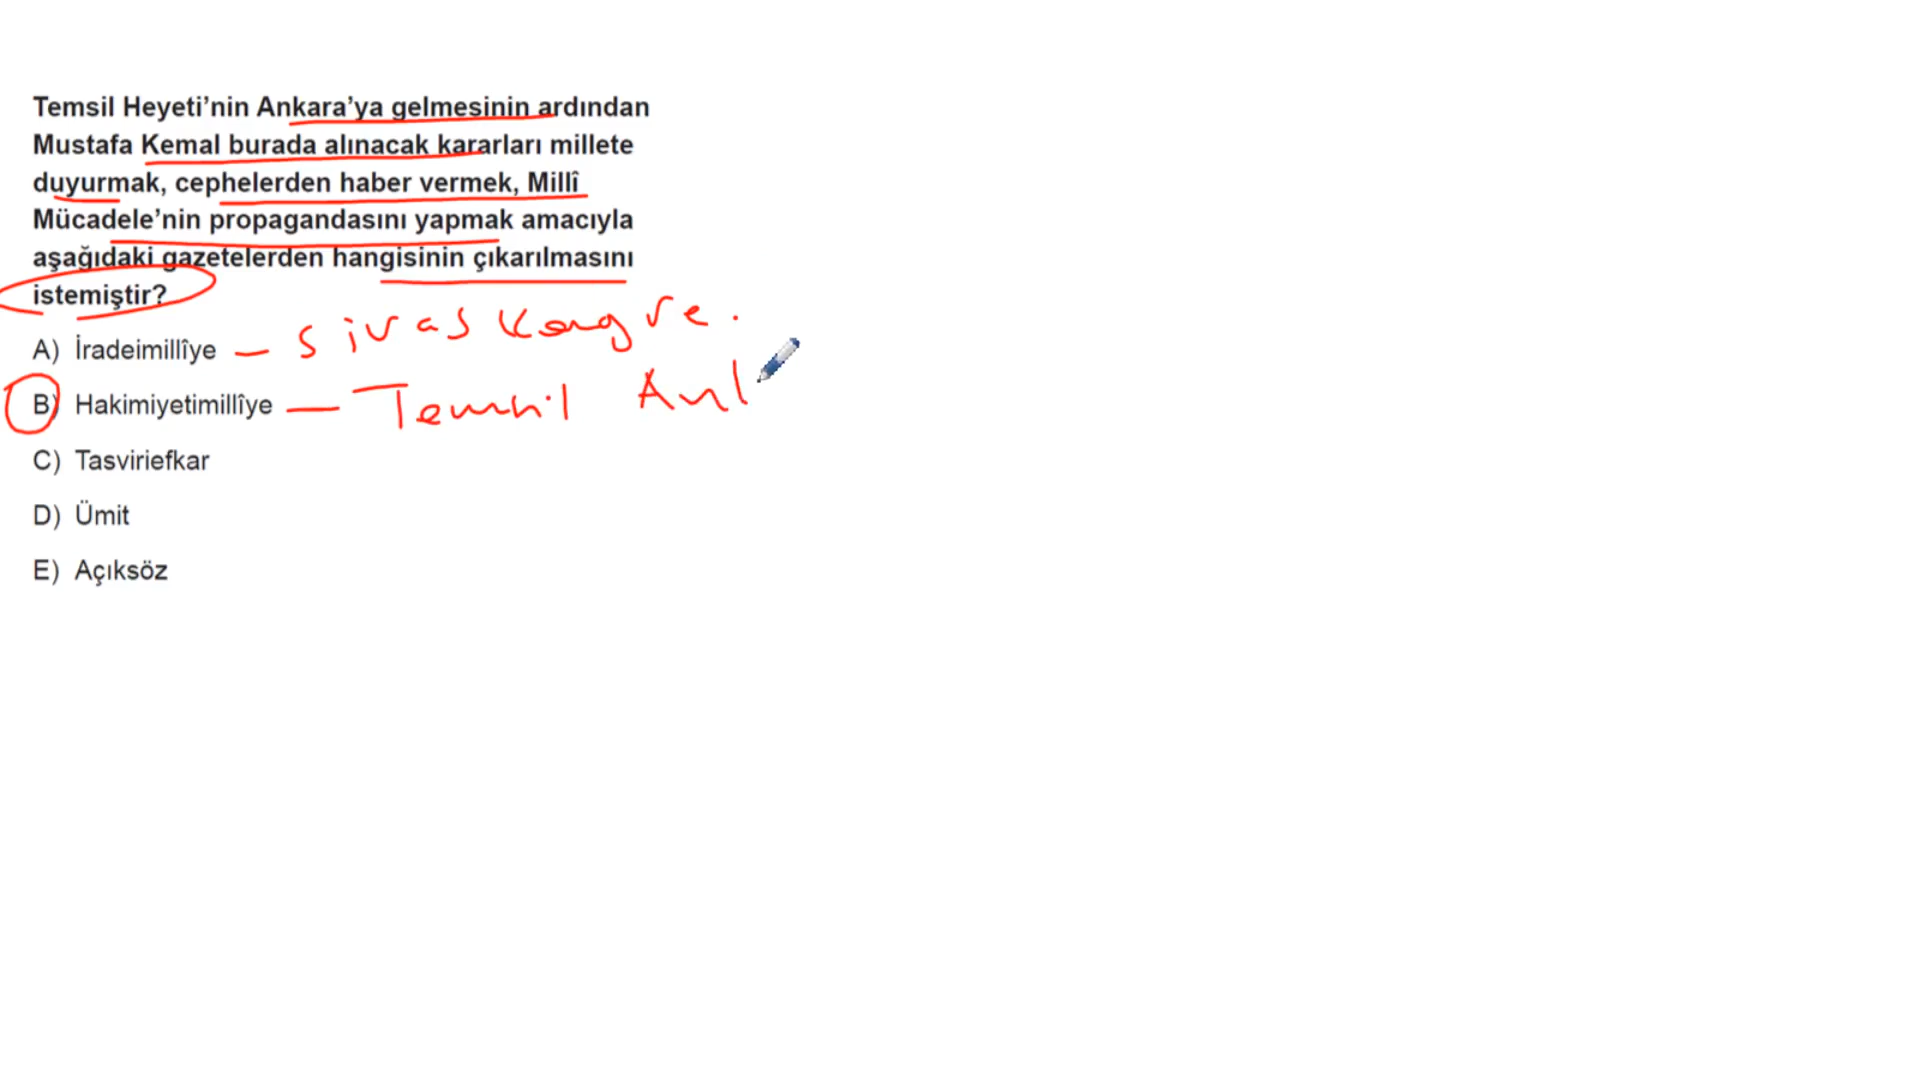 Temsil Heyeti’nin Ankara’ya gelmesinin ardından
Mustafa Kemal burada alınacak kararları millete
duyurmak, cephelerden haber vermek, Millî
Mücadele’nin propagandasını yapmak amacıyla
aşağıdaki gazetelerden hangisinin çıkarılmasını
istemiştir?
A) İradeimillîye – sivas kongre.
B) Hakimiyetimillîye – Temsil Ank
C) Tasviriefkar
D) Ümit
E) Açıksöz